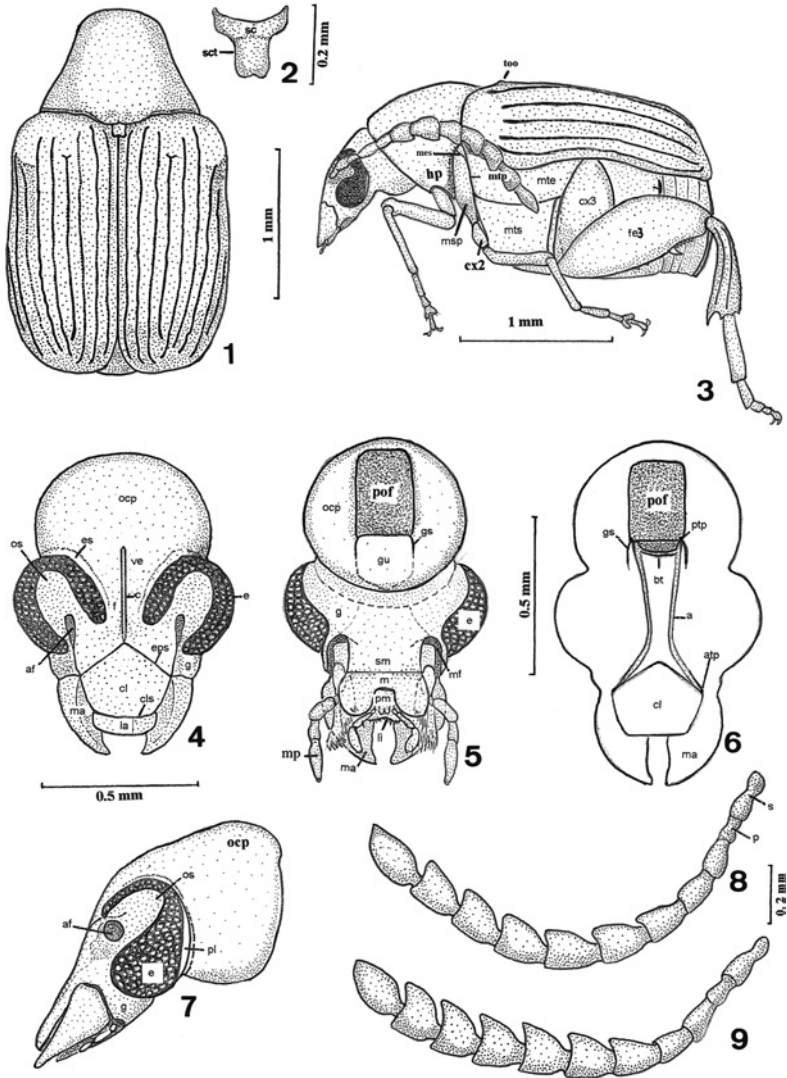 sc
sct
2
0.2 mm
1
1 mm
too
mes
hp
mtp
mte
cx3
mts
fe3
msp
cx2
1 mm
3
ocp
os
es
ve
c
f
e
af
eps
g
cl
cls
ma
la
4
0.5 mm
ocp
pof
gs
gu
g
e
sm
mf
m
pm
li
mp
ma
5
pof
gs
ptp
bt
a
atp
cl
ma
6
0.5 mm
ocp
os
af
pl
e
g
7
s
p
8
0.2 mm
9